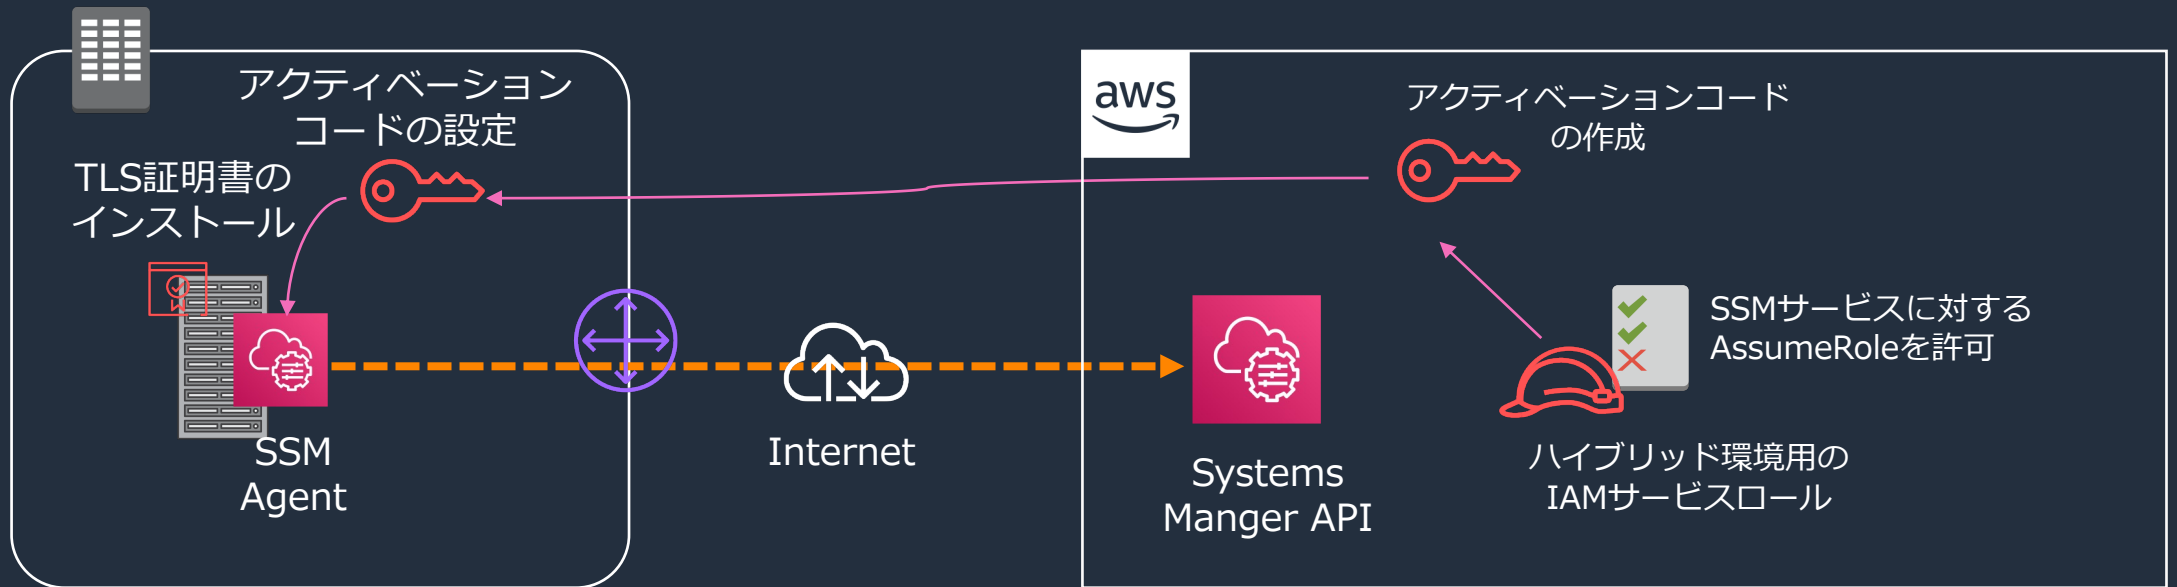 アクティベーション
コードの設定
TLS証明書の
インストール
SSM
Agent
Internet
aws
アクティベーションコード
の作成
Systems
Manger API
SSMサービスに対する
AssumeRoleを許可
ハイブリッド環境用の
IAMサービスロール